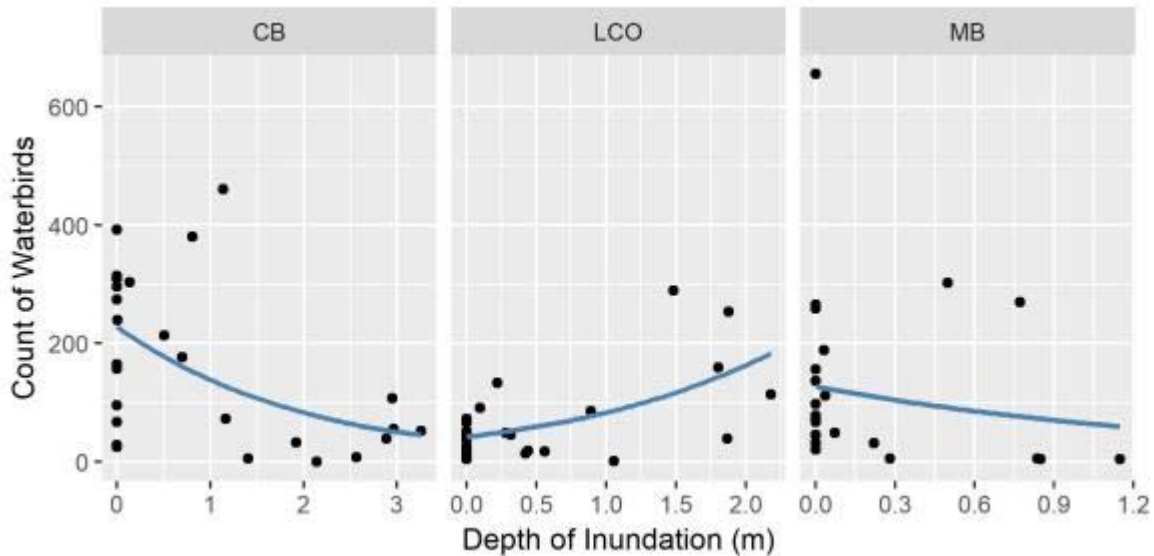 CB LCO MB
Count of Waterbirds
600
400
200
0
0 1 2 3 0.0 0.5 1.0 1.5 2.0 0.0 0.3 0.6 0.9 1.2
Depth of Inundation (m)